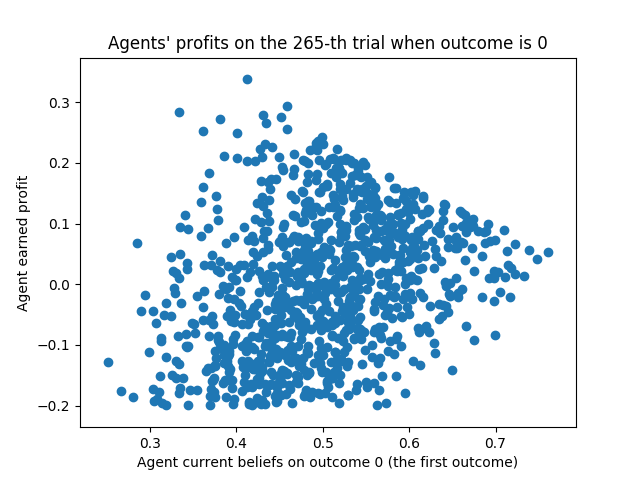 Agents' profits on the 265-th trial when outcome is 0
Agent earned profit
0.3
0.2
0.1
0.0
−0.1
−0.2
0.3 0.4 0.5 0.6 0.7
Agent current beliefs on outcome 0 (the first outcome)